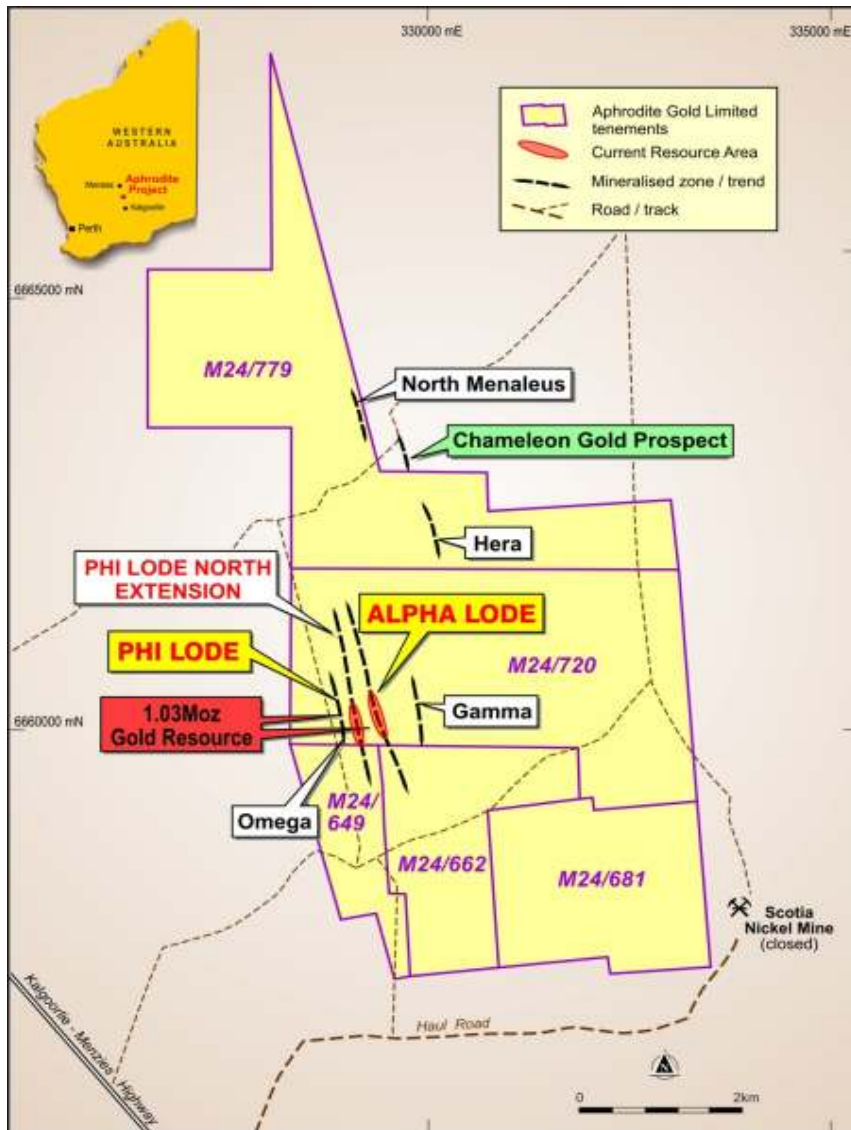 330000 mE
335000 mE
WESTERN
AUSTRALIA
Menzies
Aphrodite
Project
Kalgoorlie
Perth
Aphrodite Gold Limited
tenements
Current Resource Area
Mineralised zone / trend
Road / track
6665000 mN
M24/779
North Menaleus
Chameleon Gold Prospect
Hera
PHI LODE NORTH
EXTENSION
ALPHA LODE
PHI LODE
M24/720
1.03Moz
Gold Resource
Gamma
6660000 mN
Omega
M24/
649
M24/662
M24/681
Scotia
Nickel Mine
(closed)
Kalgoorlie - Menzies Highway
Haul Road
N
0
2km